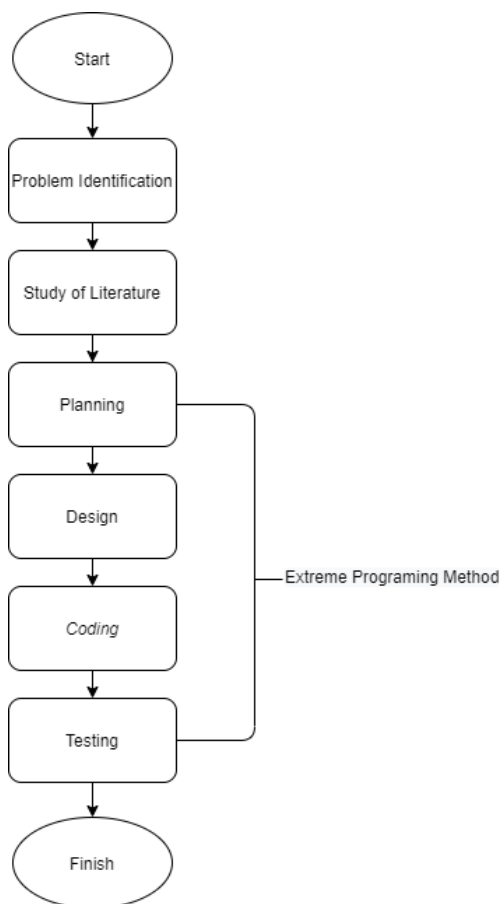 Start
Problem Identification
Study of Literature
Planning
Design
Extreme Programing Method
Coding
Testing
Finish